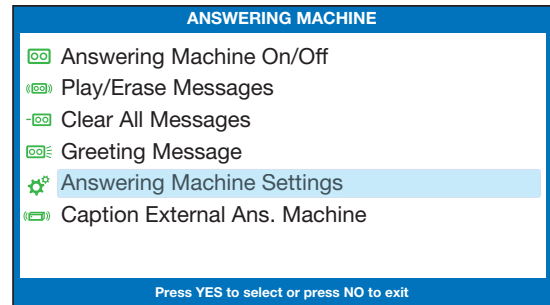 ANSWERING MACHINE
Answering Machine On/Off
Play/Erase Messages
Clear All Messages
Greeting Message
Answering Machine Settings
Caption External Ans. Machine
Press YES to select or press NO to exit